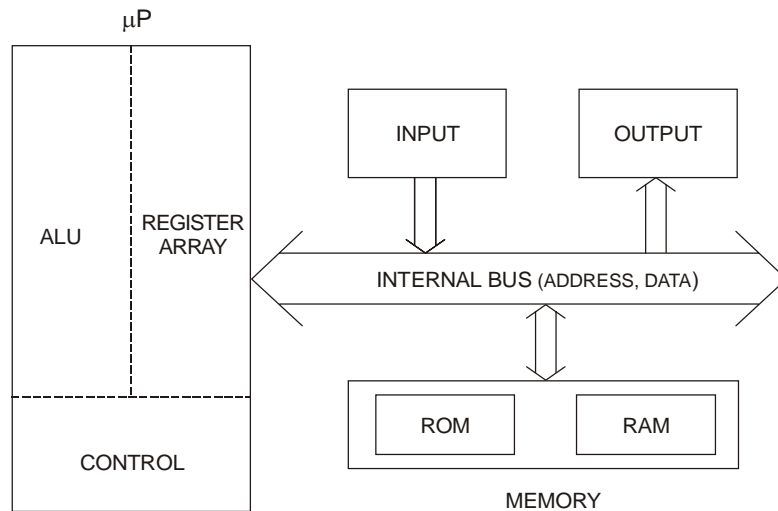 μP
INPUT
OUTPUT
ALU
REGISTER
ARRAY
INTERNAL BUS (ADDRESS, DATA)
ROM
RAM
CONTROL
MEMORY